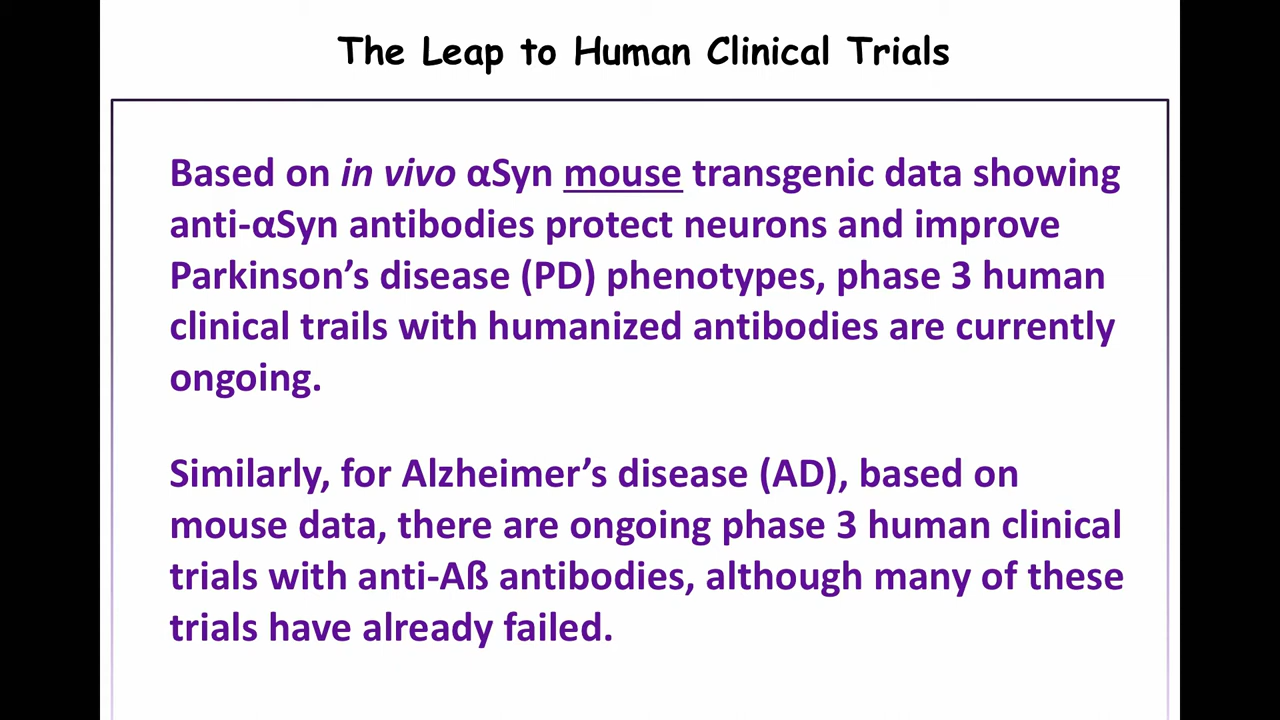 The Leap to Human Clinical Trials
Based on in vivo αSyn mouse transgenic data showing
anti-αSyn antibodies protect neurons and improve
Parkinson’s disease (PD) phenotypes, phase 3 human
clinical trails with humanized antibodies are currently
ongoing.
Similarly, for Alzheimer’s disease (AD), based on
mouse data, there are ongoing phase 3 human clinical
trials with anti-Aß antibodies, although many of these
trials have already failed.